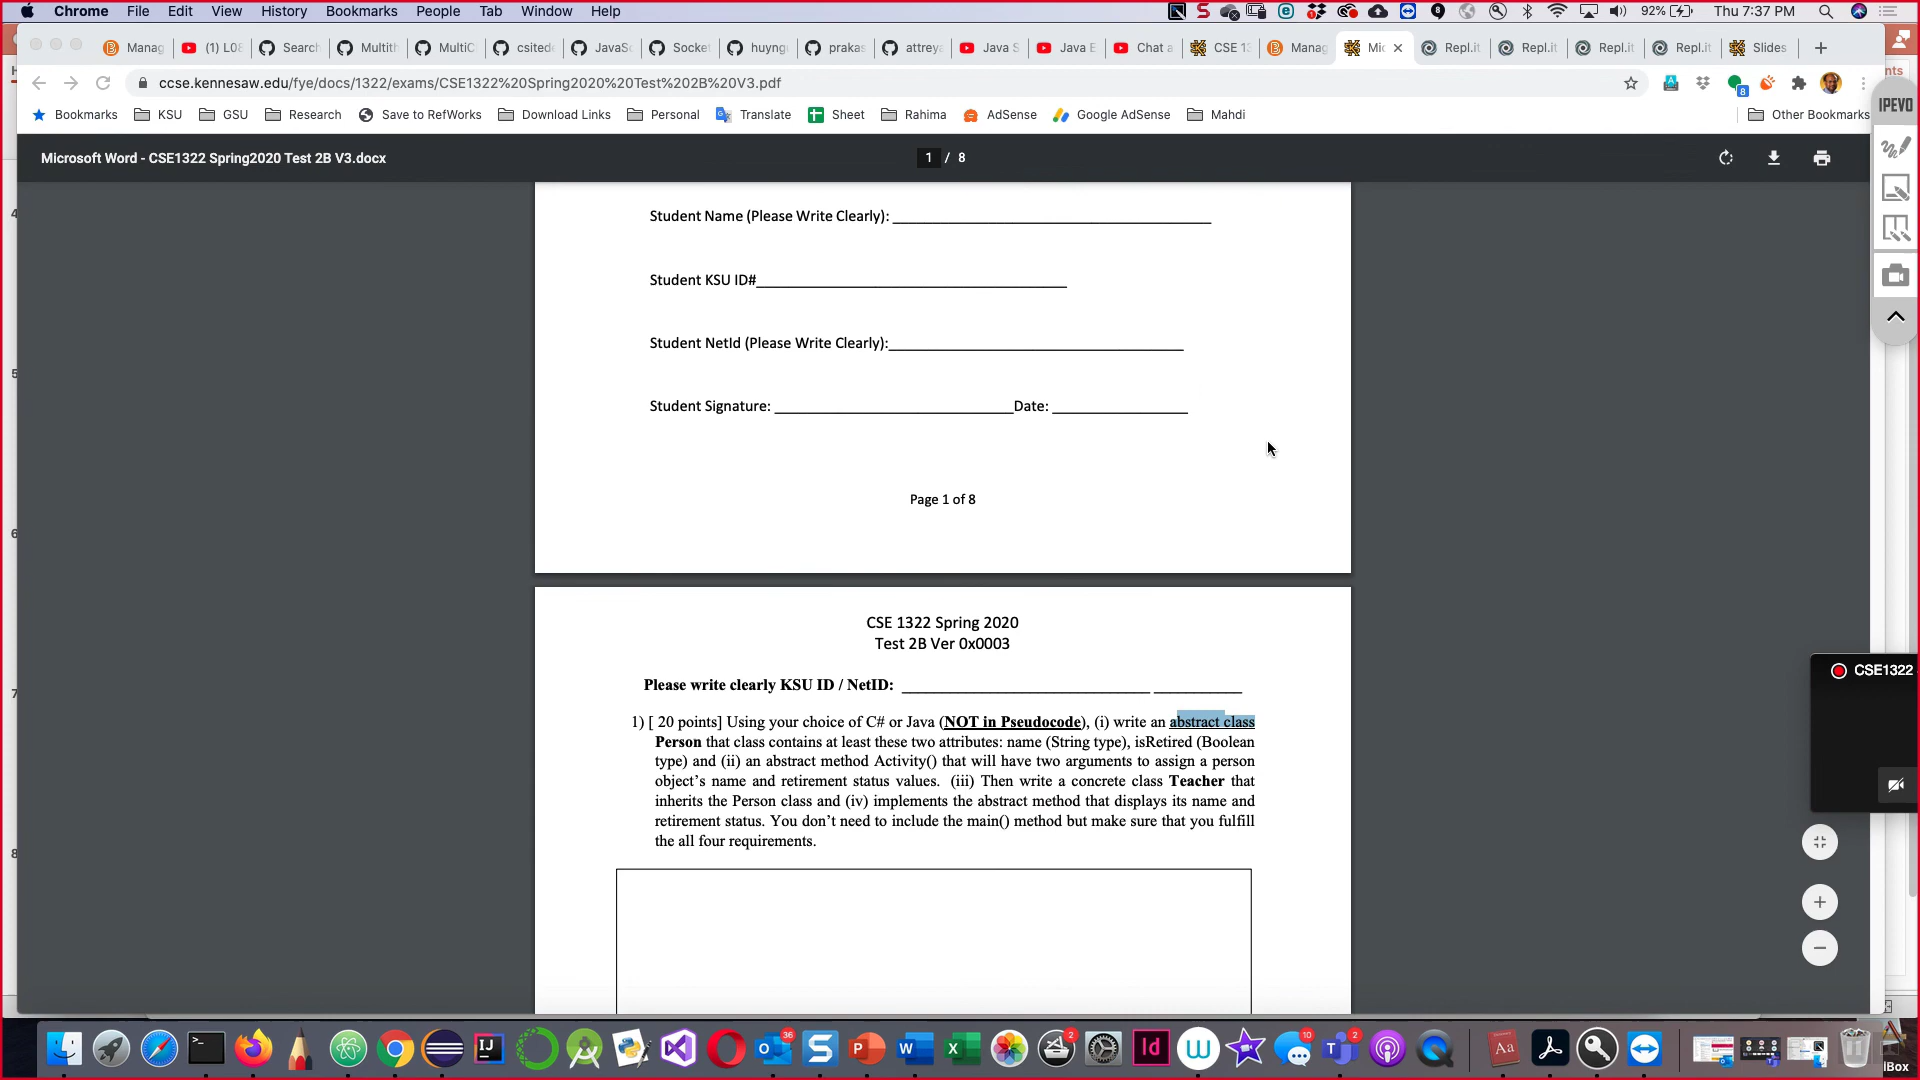 Chrome File Edit View History Bookmarks People Tab Window Help 92% Thu 7:37 PM
Manag (1) L08 Search Multith MultiC csitede JavaSc Socket huyng prakas attreya Java S Java E Chat a CSE 13 Manag Mic Repl.it Repl.it Repl.it Repl.it Slides
ccse.kennesaw.edu/fye/docs/1322/exams/CSE1322%20Spring2020%20Test%202B%20V3.pdf
Bookmarks KSU GSU Research Save to RefWorks Download Links Personal Translate Sheet Rahima AdSense Google AdSense Mahdi Other Bookmarks
IPEVO
Microsoft Word - CSE1322 Spring2020 Test 2B V3.docx 1 / 8
Student Name (Please Write Clearly):
Student KSU ID#
Student NetId (Please Write Clearly):
Student Signature: Date:
Page 1 of 8
CSE 1322 Spring 2020
Test 2B Ver 0x0003
Please write clearly KSU ID / NetID:
CSE1322
1) [ 20 points] Using your choice of C# or Java (NOT in Pseudocode), (i) write an abstract class
Person that class contains at least these two attributes: name (String type), isRetired (Boolean
type) and (ii) an abstract method Activity() that will have two arguments to assign a person
object's name and retirement status values. (iii) Then write a concrete class Teacher that
inherits the Person class and (iv) implements the abstract method that displays its name and
retirement status. You don't need to include the main() method but make sure that you fulfill
the all four requirements.